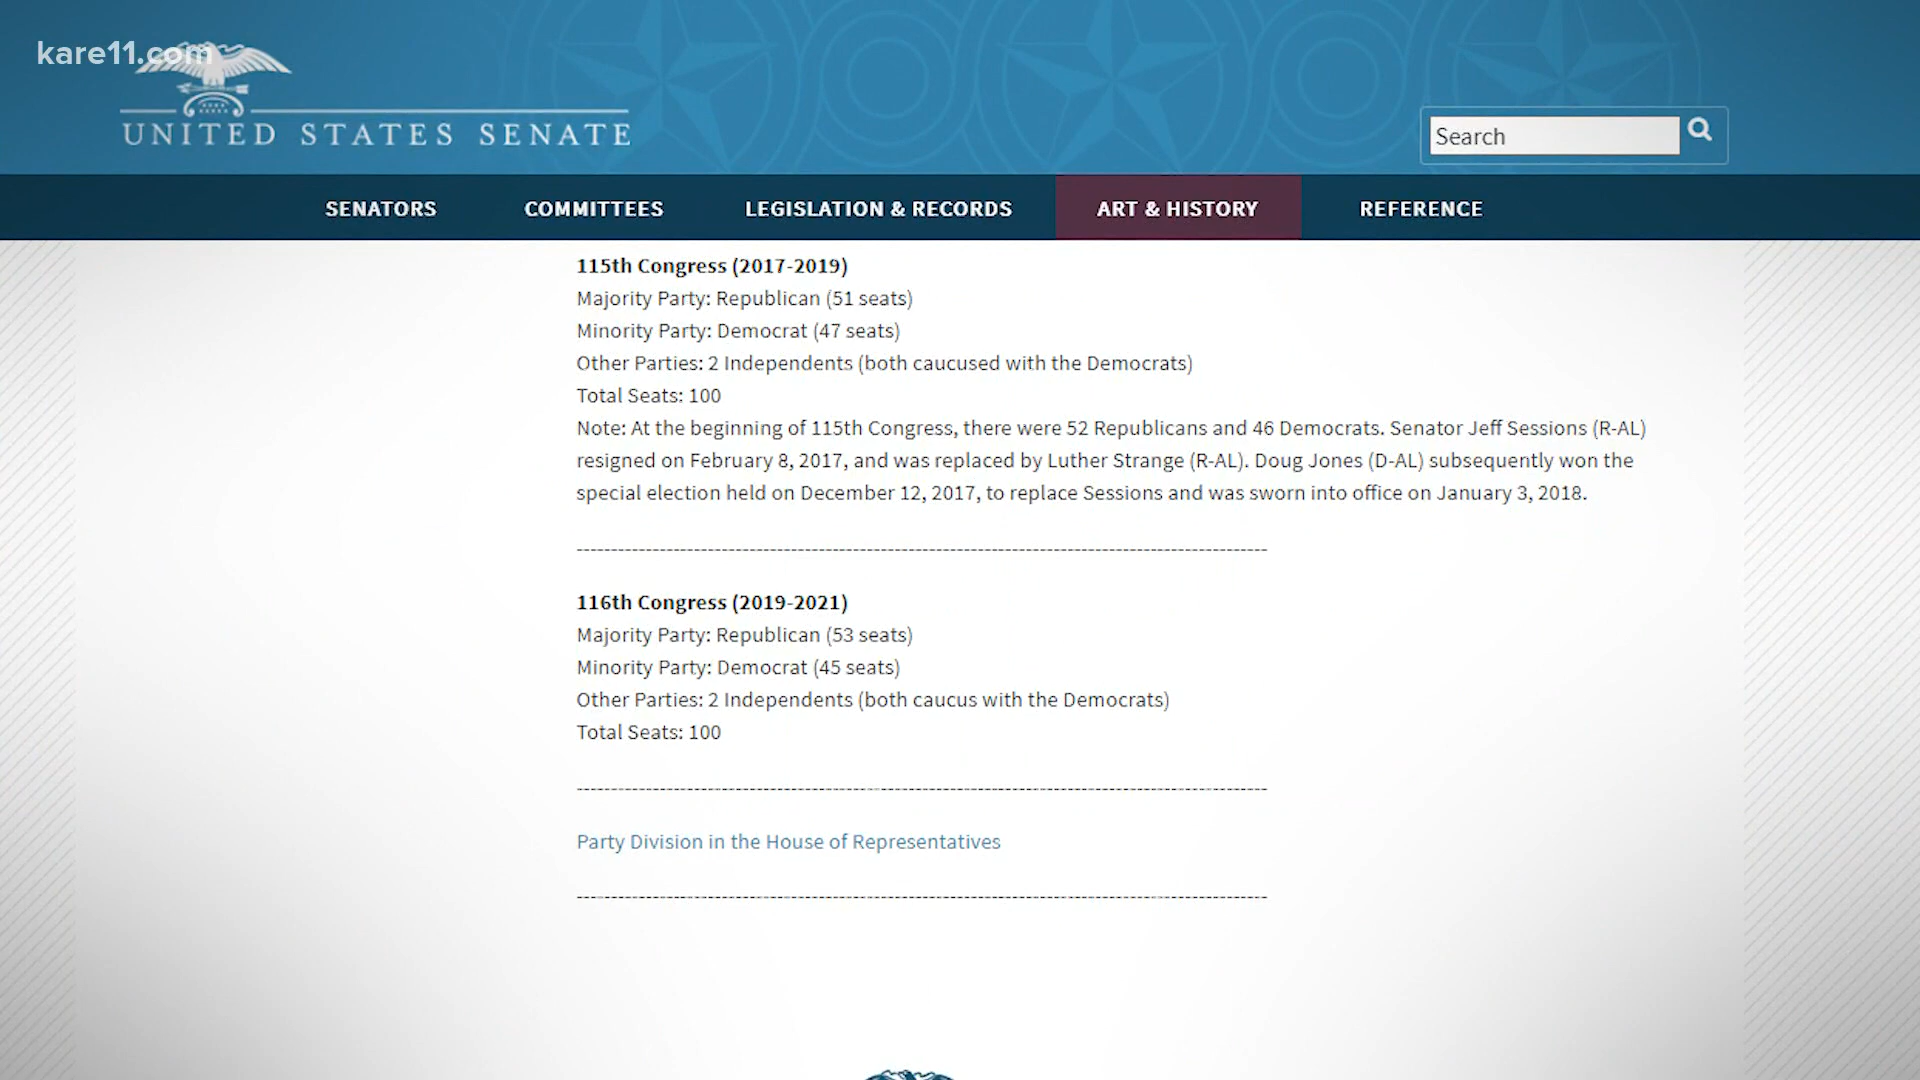 kare11.com
UNITED STATES SENATE
Search
SENATORS COMMITTEES LEGISLATION & RECORDS ART & HISTORY REFERENCE
115th Congress (2017-2019)
Majority Party: Republican (51 seats)
Minority Party: Democrat (47 seats)
Other Parties: 2 Independents (both caucused with the Democrats)
Total Seats: 100
Note: At the beginning of 115th Congress, there were 52 Republicans and 46 Democrats. Senator Jeff Sessions (R-AL)
resigned on February 8, 2017, and was replaced by Luther Strange (R-AL). Doug Jones (D-AL) subsequently won the
special election held on December 12, 2017, to replace Sessions and was sworn into office on January 3, 2018.
116th Congress (2019-2021)
Majority Party: Republican (53 seats)
Minority Party: Democrat (45 seats)
Other Parties: 2 Independents (both caucus with the Democrats)
Total Seats: 100
Party Division in the House of Representatives